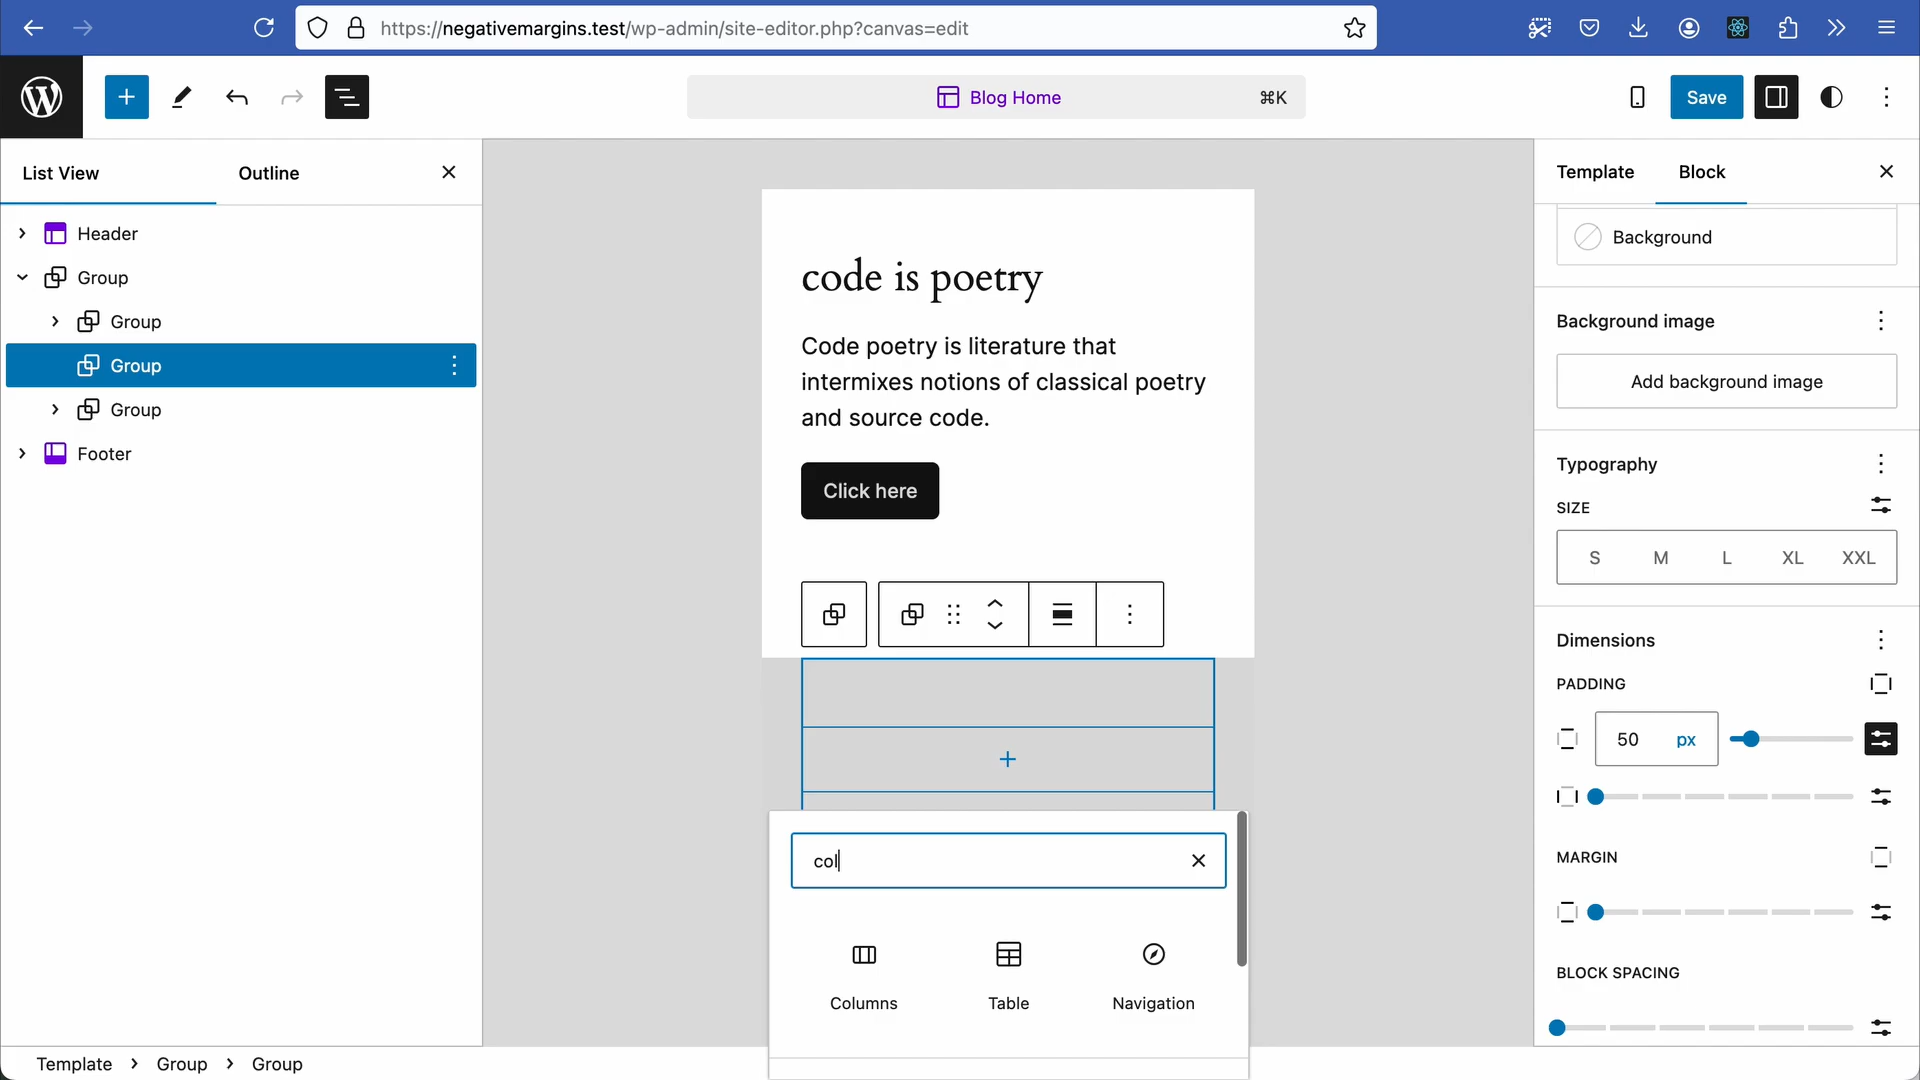 https://negativemargins.test/wp-admin/site-editor.php?canvas=edit
Blog Home
⌘K
Save
List View
Outline
Header
Group
Group
Group
Group
Footer
code is poetry
Code poetry is literature that
intermixes notions of classical poetry
and source code.
Click here
col
Columns
Table
Navigation
Template
Block
Background
Background image
Add background image
Typography
SIZE
S M L XL XXL
Dimensions
PADDING
50 px
MARGIN
BLOCK SPACING
Template > Group > Group